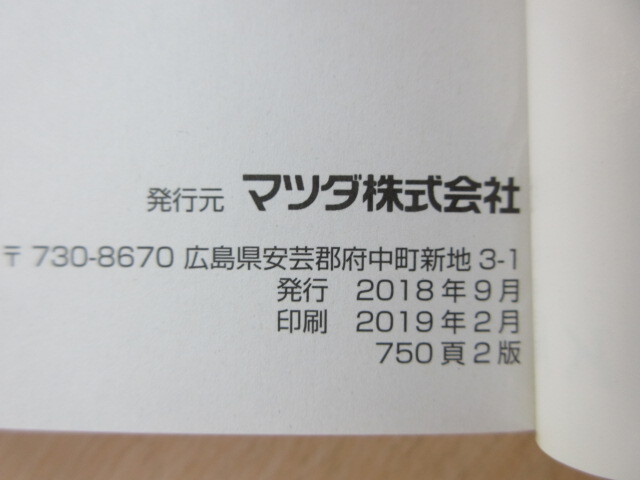 発行元 マツダ株式会社
〒730-8670 広島県安芸郡府中町新地 3-1
発行 2018年9月
印刷 2019年2月
750頁2版